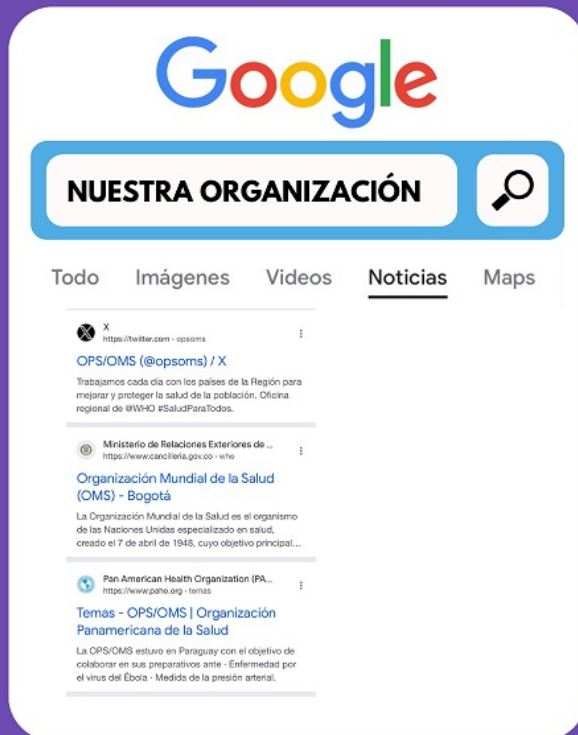 Google
NUESTRA ORGANIZACIÓN
Todo Imágenes Videos Noticias Maps
X
https://twitter.com › opsoms
OPS/OMS (@opsoms) / X
Trabajamos cada día con los países de la Región para
mejorar y proteger la salud de la población. Oficina
regional de @WHO #SaludParaTodos.
Ministerio de Relaciones Exteriores de ...
https://www.cancilleria.gov.co › who
Organización Mundial de la Salud
(OMS) - Bogotá
La Organización Mundial de la Salud es el organismo
de las Naciones Unidas especializado en salud,
creado el 7 de abril de 1948, cuyo objetivo principal...
Pan American Health Organization (PA...
https://www.paho.org › temas
Temas - OPS/OMS | Organización
Panamericana de la Salud
La OPS/OMS estuvo en Paraguay con el objetivo de
colaborar en sus preparativos ante · Enfermedad por
el virus del Ébola · Medida de la presión arterial.